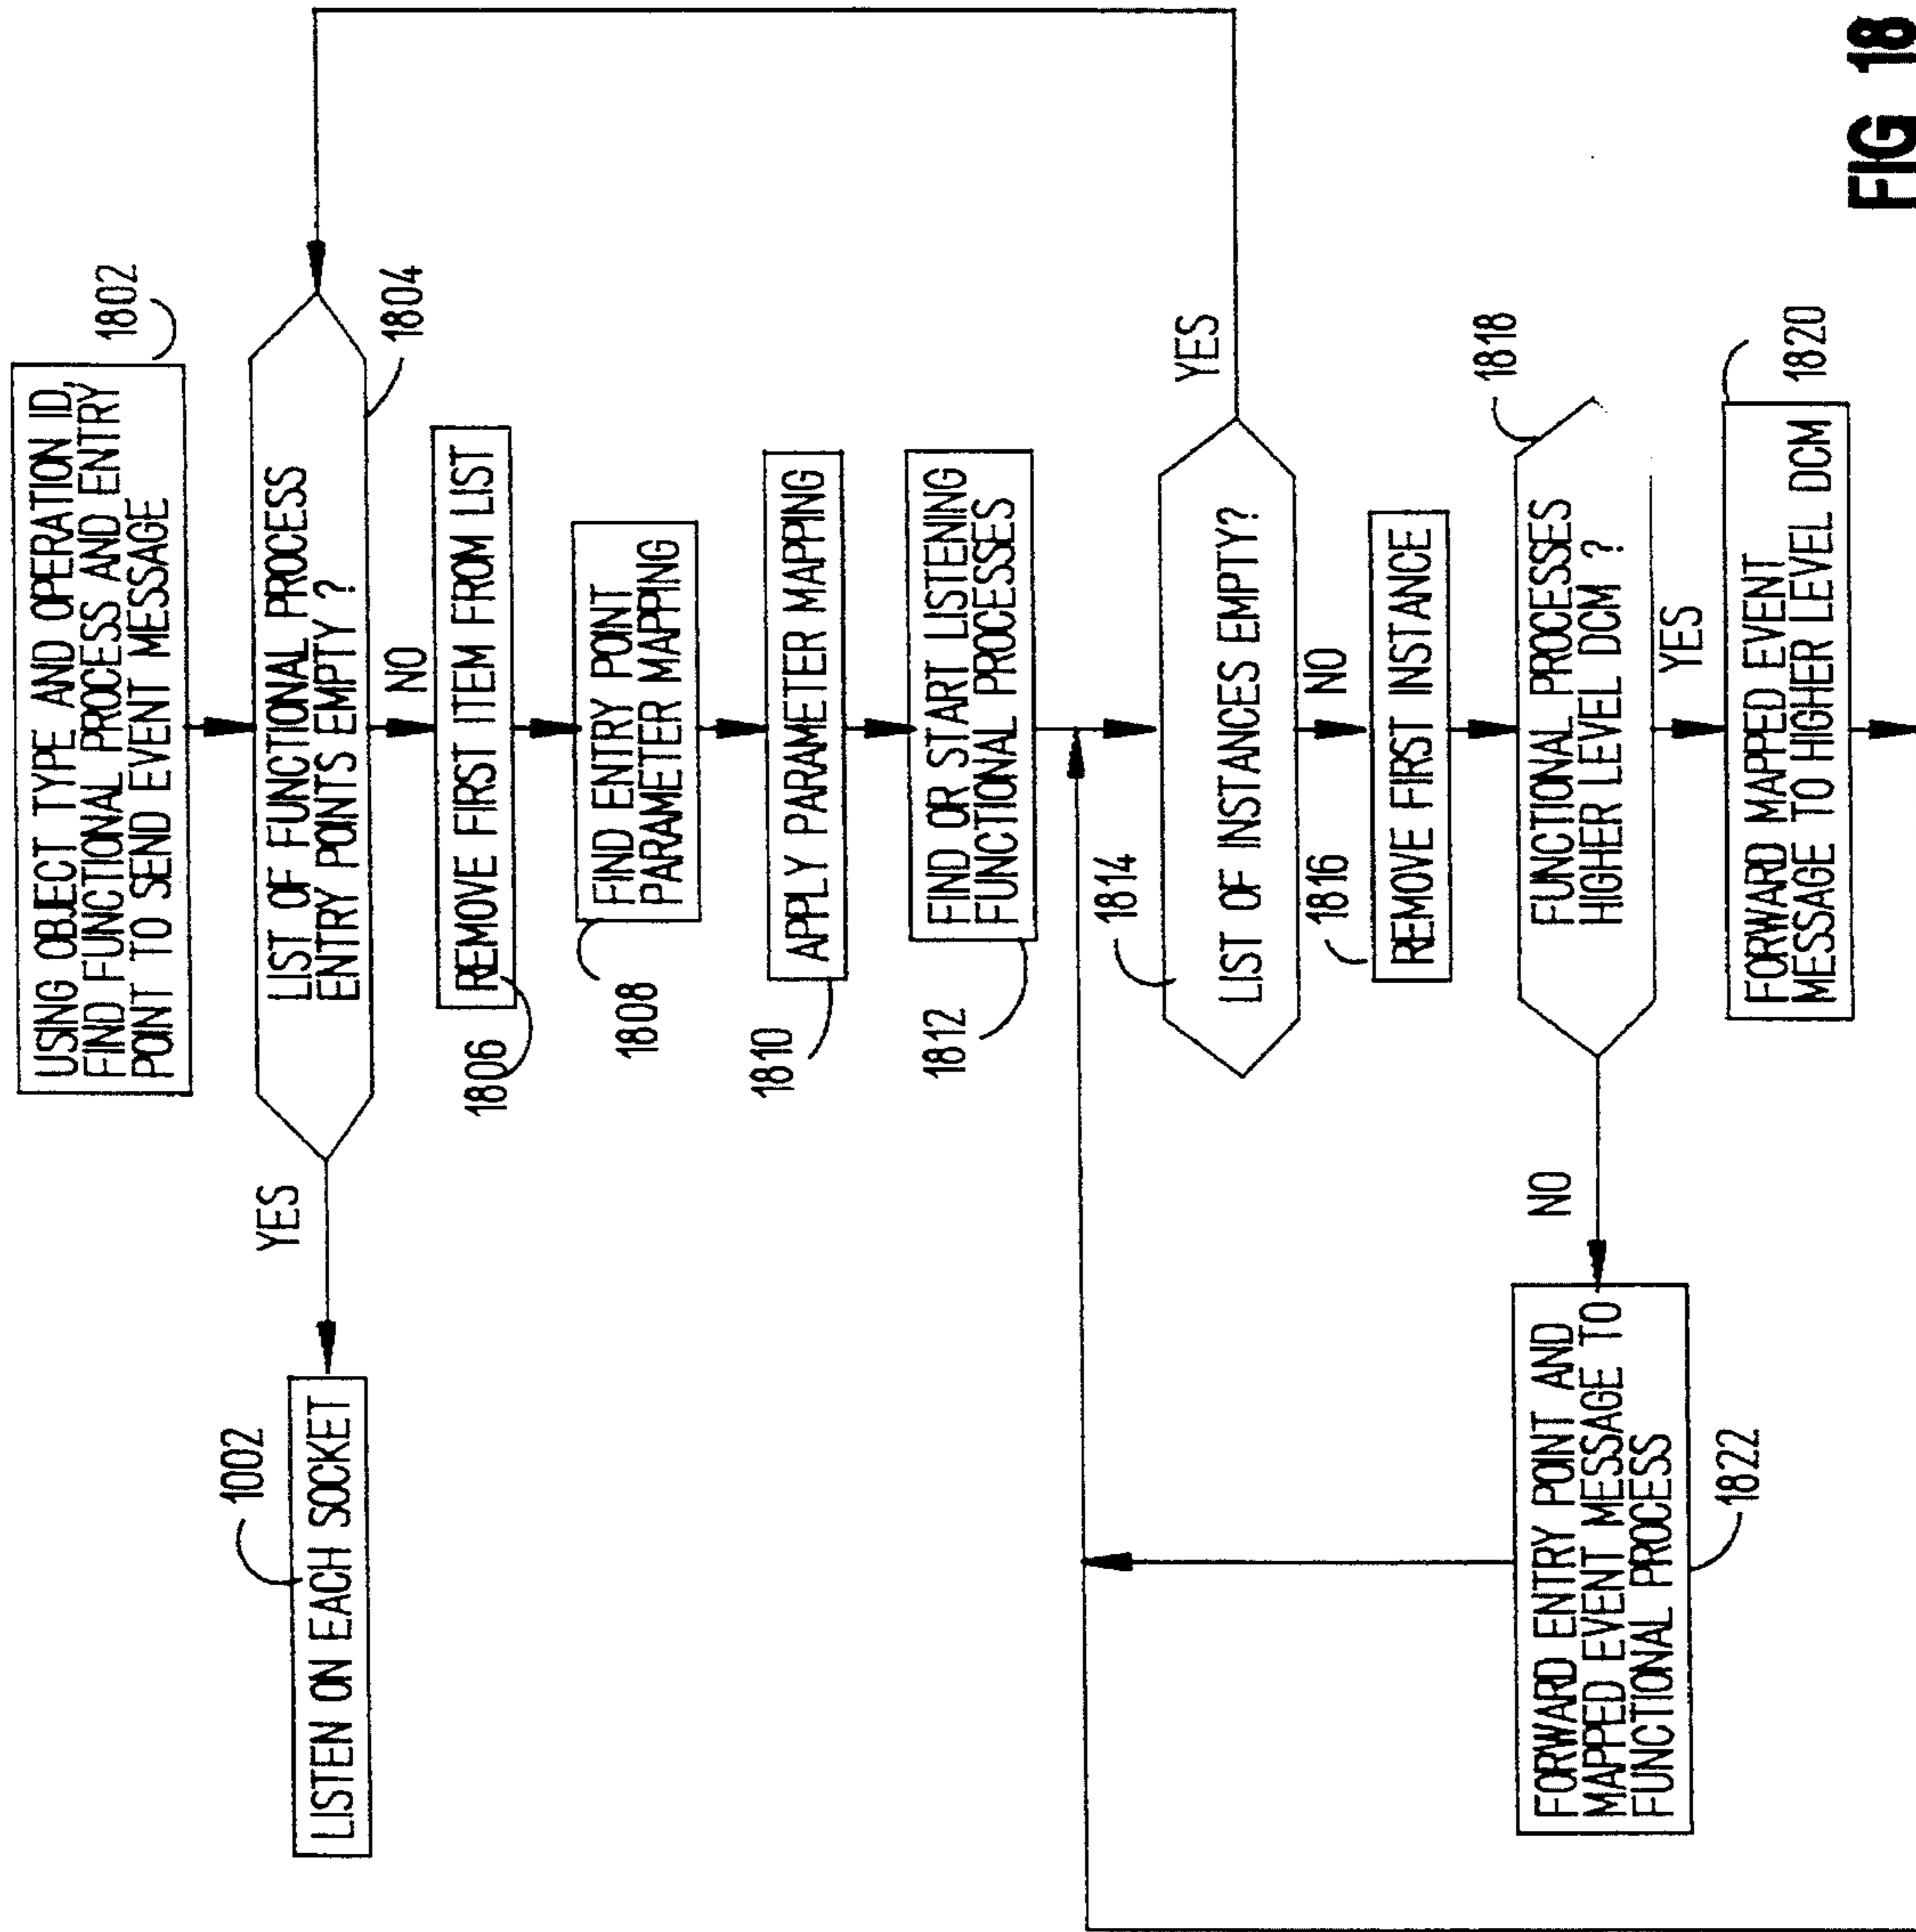 USING OBJECT TYPE AND OPERATION ID,
FIND FUNCTIONAL PROCESS AND ENTRY
POINT TO SEND EVENT MESSAGE
1802
LIST OF FUNCTIONAL PROCESS
ENTRY POINTS EMPTY ?
1804
YES
NO
1002
LISTEN ON EACH SOCKET
REMOVE FIRST ITEM FROM LIST
1806
FIND ENTRY POINT
PARAMETER MAPPING
1808
APPLY PARAMETER MAPPING
1810
FIND OR START LISTENING
FUNCTIONAL PROCESSES
1812
1814
LIST OF INSTANCES EMPTY?
YES
NO
1816
REMOVE FIRST INSTANCE
FUNCTIONAL PROCESSES
HIGHER LEVEL DCM ?
1818
NO
YES
FORWARD ENTRY POINT AND
MAPPED EVENT MESSAGE TO
FUNCTIONAL PROCESS
1822
FORWARD MAPPED EVENT
MESSAGE TO HIGHER LEVEL DCM
1820
FIG 18